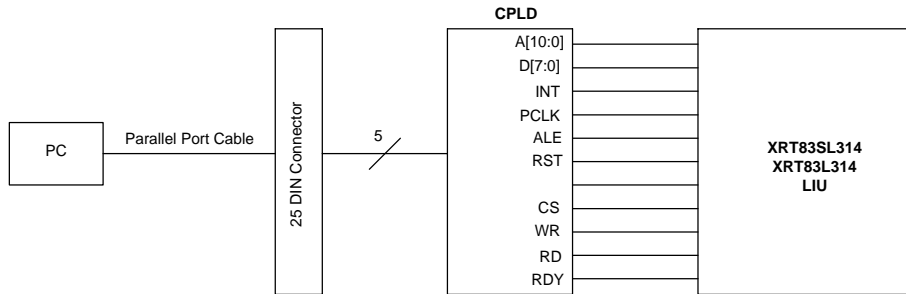 CPLD
A[10:0]
D[7:0]
INT
PCLK
ALE
RST
CS
WR
RD
RDY
PC
Parallel Port Cable
25 DIN Connector
5
XRT83SL314
XRT83L314
LIU